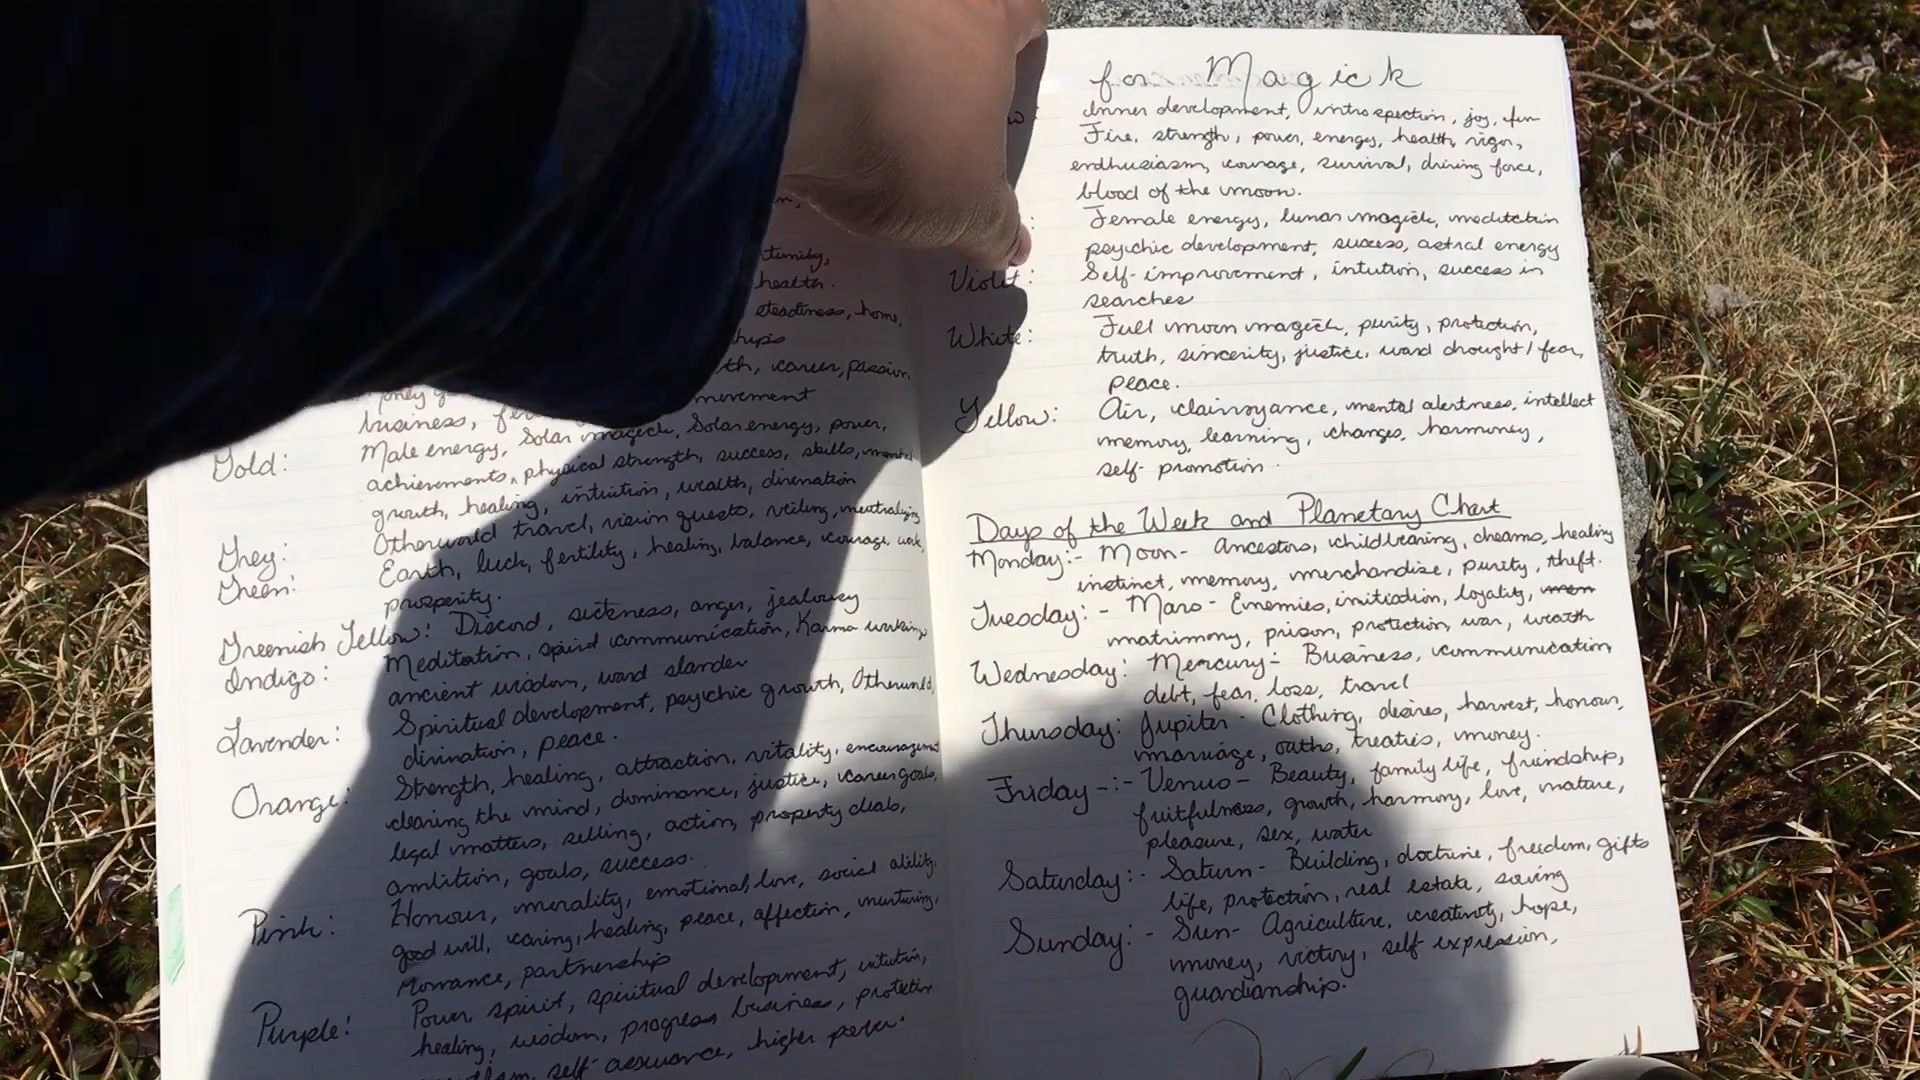 tunity,
health.
steadiness, home,
career, passion
movement
business,
Gold: Male energy, Solar magick, Solar energy, power,
achievements, physical strength, success, skills, mental
growth, healing, intuition, wealth, divination
Grey: Otherworld travel, vision quests, veiling, neutralizing
Green: Earth, luck, fertility, healing, balance, courage, work,
prosperity.
Greenish Yellow: Discord, sickness, anger, jealousy
Indigo: Meditation, spirit communication, Karma working
ancient wisdom, ward slander
Lavender: Spiritual development, psychic growth, Otherworld,
divination, peace.
Orange: Strength, healing, attraction, vitality, encouragement
clearing the mind, dominance, justice, career goals,
legal matters, selling, action, property deals,
ambition, goals, success.
Pink: Honour, morality, emotional love, social ability,
good will, caring, healing, peace, affection, nurturing,
romance, partnership
Purple: Power, spirit, spiritual development, intuition,
healing, wisdom, progress business, protection
self-assurance, higher
for Magick
Inner development, introspection, joy, fun
Fire, strength, power, energy, health, vigor,
endhusiasm, courage, survival, driving force,
blood of the moon.
Female energy, lunar magick, meditation
psychic development, success, astral energy
Violet: Self-improvement, intution, success in
searches
White: Full moon magick, purity, protection,
truth, sincerity, justice, ward drought/fear,
peace.
Yellow: Air, clairvoyance, mental alertness, intellect
memory, learning, changes, harmoney,
self-promotion.
Days of the Week and Planetary Chart
Monday:- Moon- Ancestors, childbearing, dreams, healing
instinct, memory, merchandise, purity, theft.
Tuesday:- Mars- Enemies, initiation, loyality, mem
matrimony, prison, protection, war, wealth
Wednesday: Mercury:- Business, communication,
debt, fear, loss, travel
Thursday: Jupiter- Clothing, desires, harvest, honour,
marriage, oaths, treaties, money.
Friday-:- Venus- Beauty, family life, friendship,
fruitfulness, growth, harmony, love, nature,
pleasure, sex, water
Saturday:- Saturn- Building, doctrine, freedom, gifts
life, protection, real estate, soving
Sunday:- Sun- Agriculture, creativity, hope,
money, victory, self expression,
guardianship.